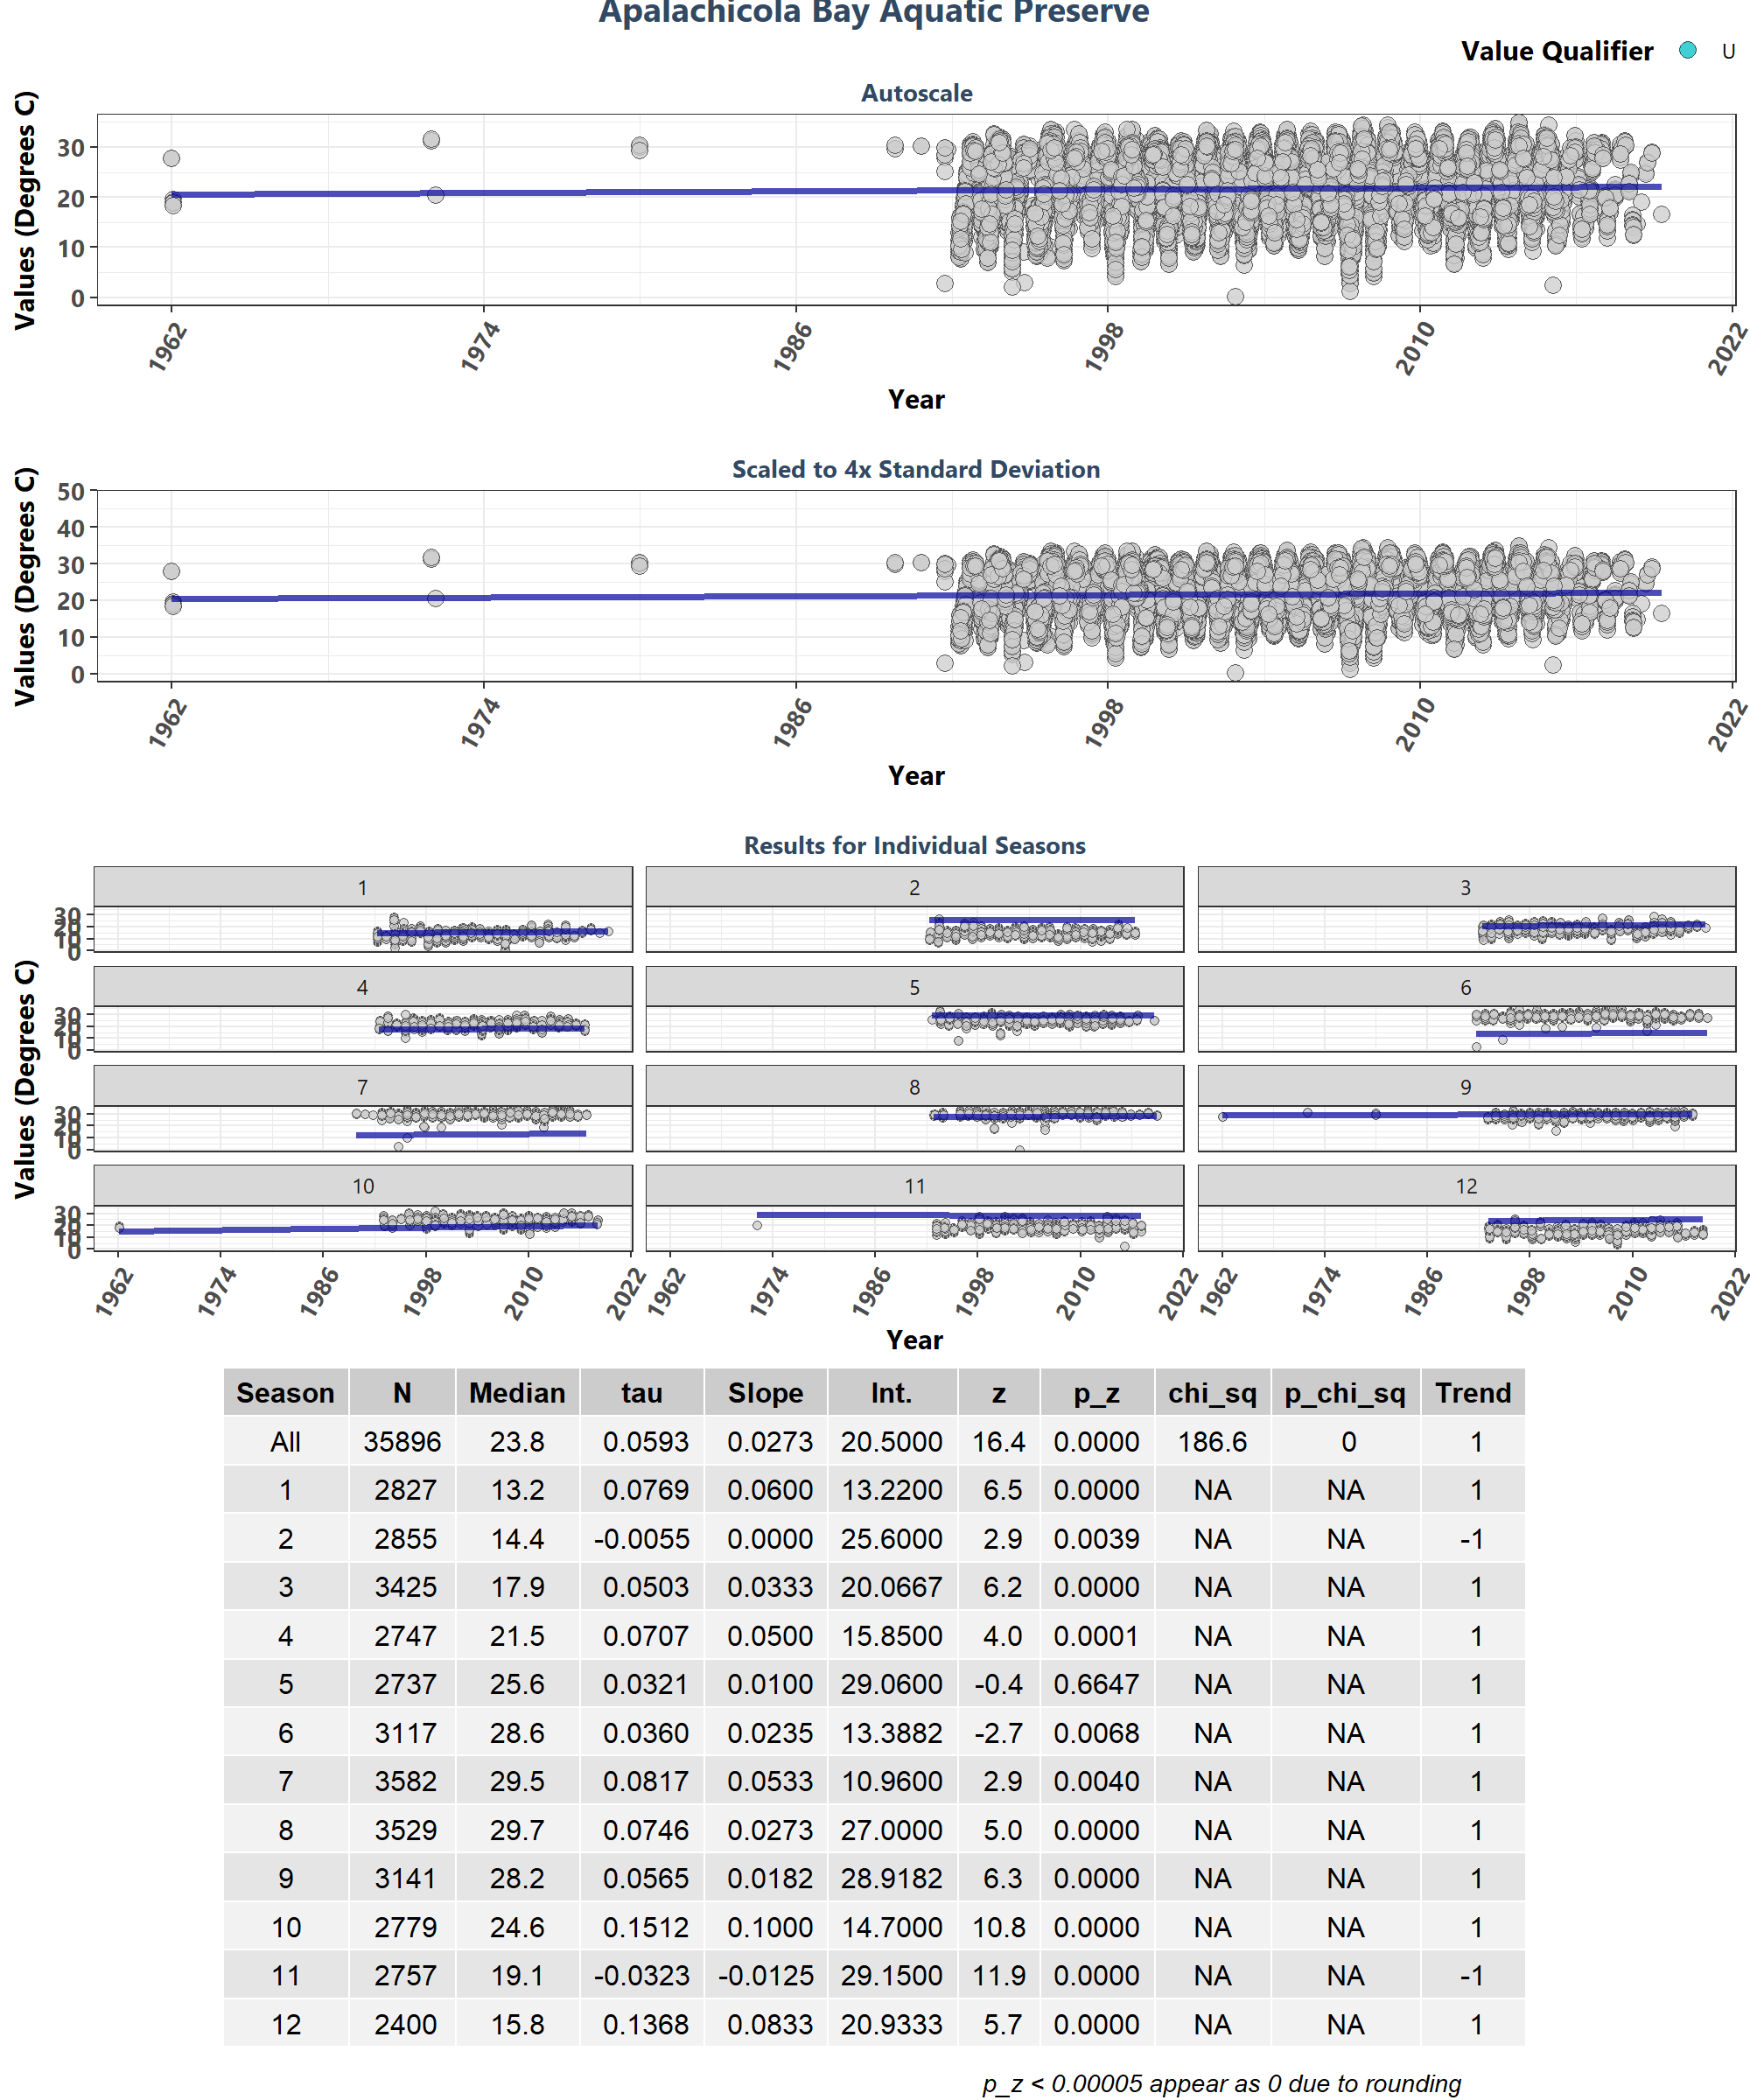 Apalachicola Bay Aquatic Preserve
Value Qualifier U
Autoscale
Values (Degrees C)
30
20
10
0
1962 1974 1986 1998 2010 2022
Year
Scaled to 4x Standard Deviation
Values (Degrees C)
50
40
30
20
10
0
1962 1974 1986 1998 2010 2022
Year
Results for Individual Seasons
Values (Degrees C)
1 2 3
30
20
10
0
4 5 6
30
20
10
0
7 8 9
30
20
10
0
10 11 12
30
20
10
0
1962 1974 1986 1998 2010 2022 1962 1974 1986 1998 2010 2022 1962 1974 1986 1998 2010 2022
Year
Season N Median tau Slope Int. z p_z chi_sq p_chi_sq Trend
All 35896 23.8 0.0593 0.0273 20.5000 16.4 0.0000 186.6 0 1
1 2827 13.2 0.0769 0.0600 13.2200 6.5 0.0000 NA NA 1
2 2855 14.4 -0.0055 0.0000 25.6000 2.9 0.0039 NA NA -1
3 3425 17.9 0.0503 0.0333 20.0667 6.2 0.0000 NA NA 1
4 2747 21.5 0.0707 0.0500 15.8500 4.0 0.0001 NA NA 1
5 2737 25.6 0.0321 0.0100 29.0600 -0.4 0.6647 NA NA 1
6 3117 28.6 0.0360 0.0235 13.3882 -2.7 0.0068 NA NA 1
7 3582 29.5 0.0817 0.0533 10.9600 2.9 0.0040 NA NA 1
8 3529 29.7 0.0746 0.0273 27.0000 5.0 0.0000 NA NA 1
9 3141 28.2 0.0565 0.0182 28.9182 6.3 0.0000 NA NA 1
10 2779 24.6 0.1512 0.1000 14.7000 10.8 0.0000 NA NA 1
11 2757 19.1 -0.0323 -0.0125 29.1500 11.9 0.0000 NA NA -1
12 2400 15.8 0.1368 0.0833 20.9333 5.7 0.0000 NA NA 1
p_z < 0.00005 appear as 0 due to rounding